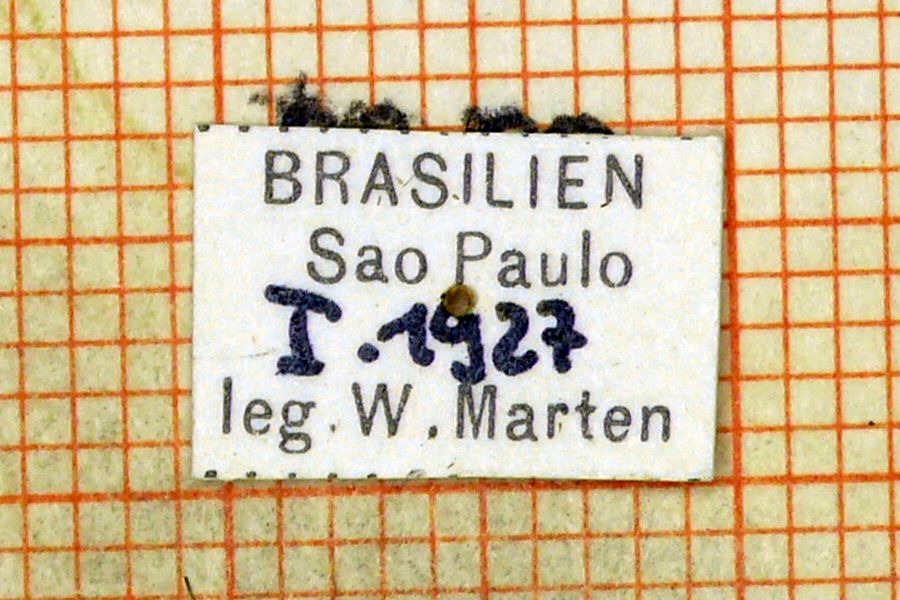 BRASILIEN
Sao Paulo
I.1927
leg. W. Marten